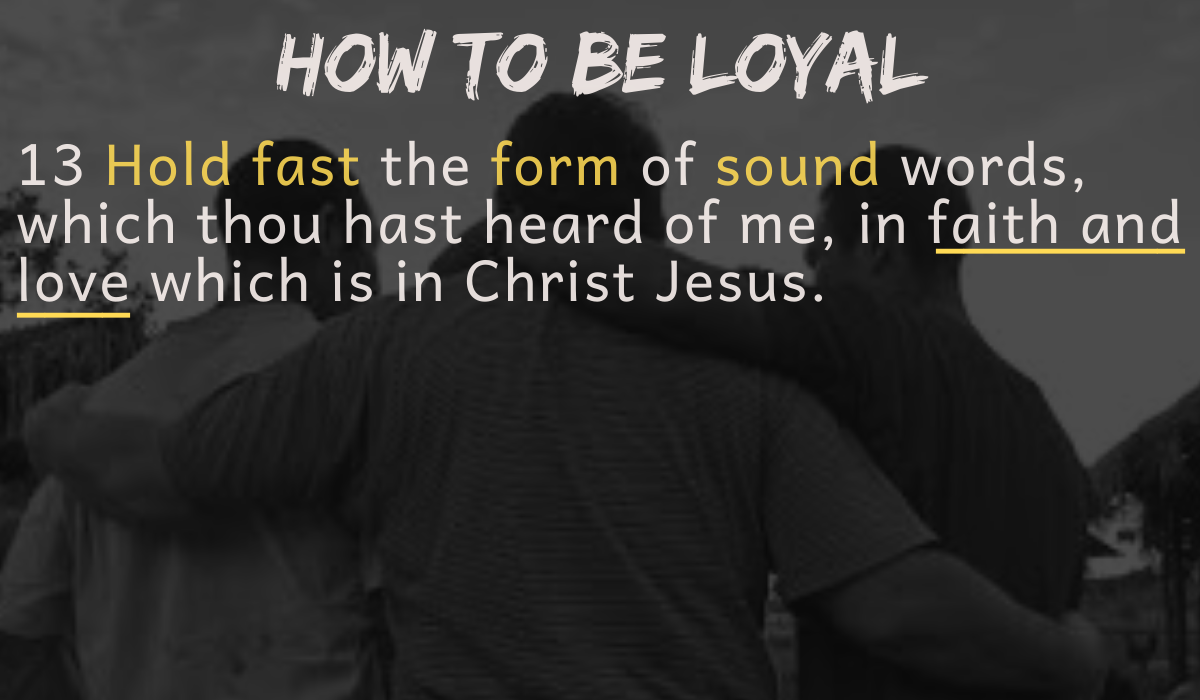 HOW TO BE LOYAL
13 Hold fast the form of sound words,
which thou hast heard of me, in faith and
love which is in Christ Jesus.